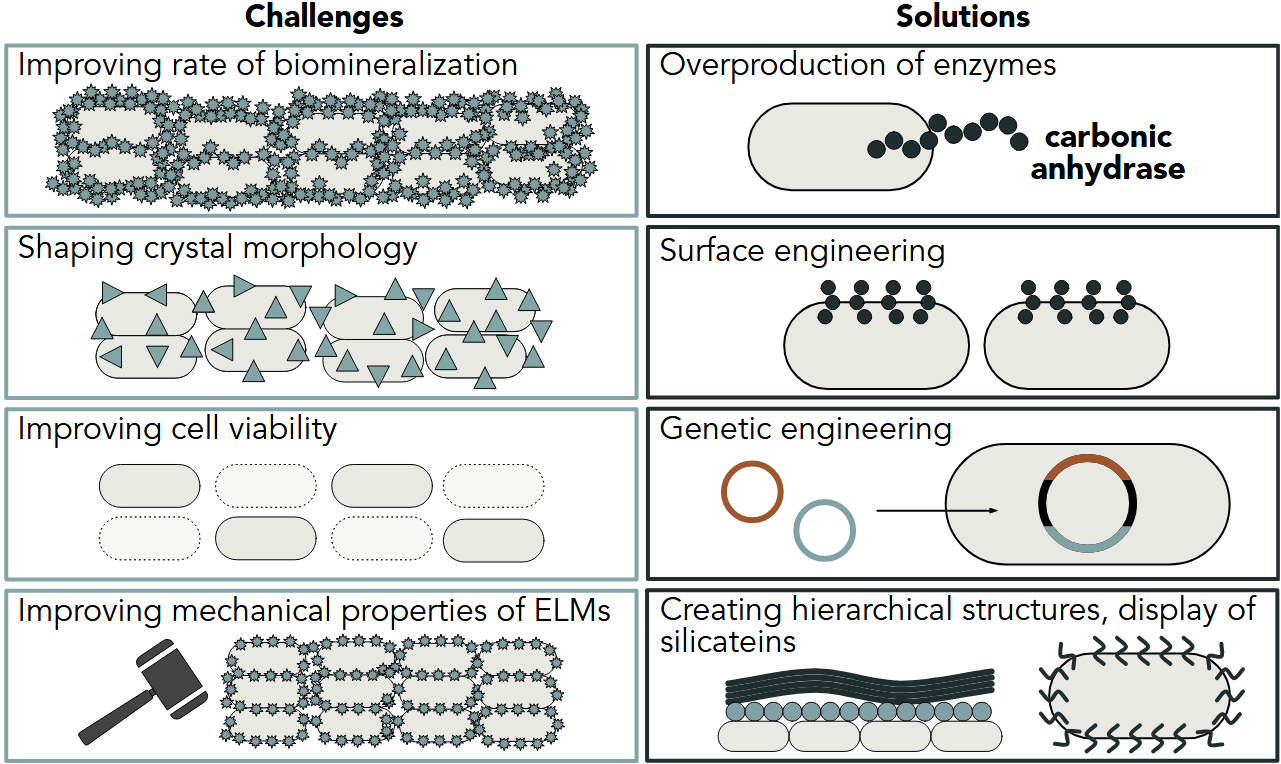 Challenges
Solutions
Improving rate of biomineralization
Overproduction of enzymes
carbonic
anhydrase
Shaping crystal morphology
Surface engineering
Improving cell viability
Genetic engineering
Improving mechanical properties of ELMs
Creating hierarchical structures, display of
silicateins